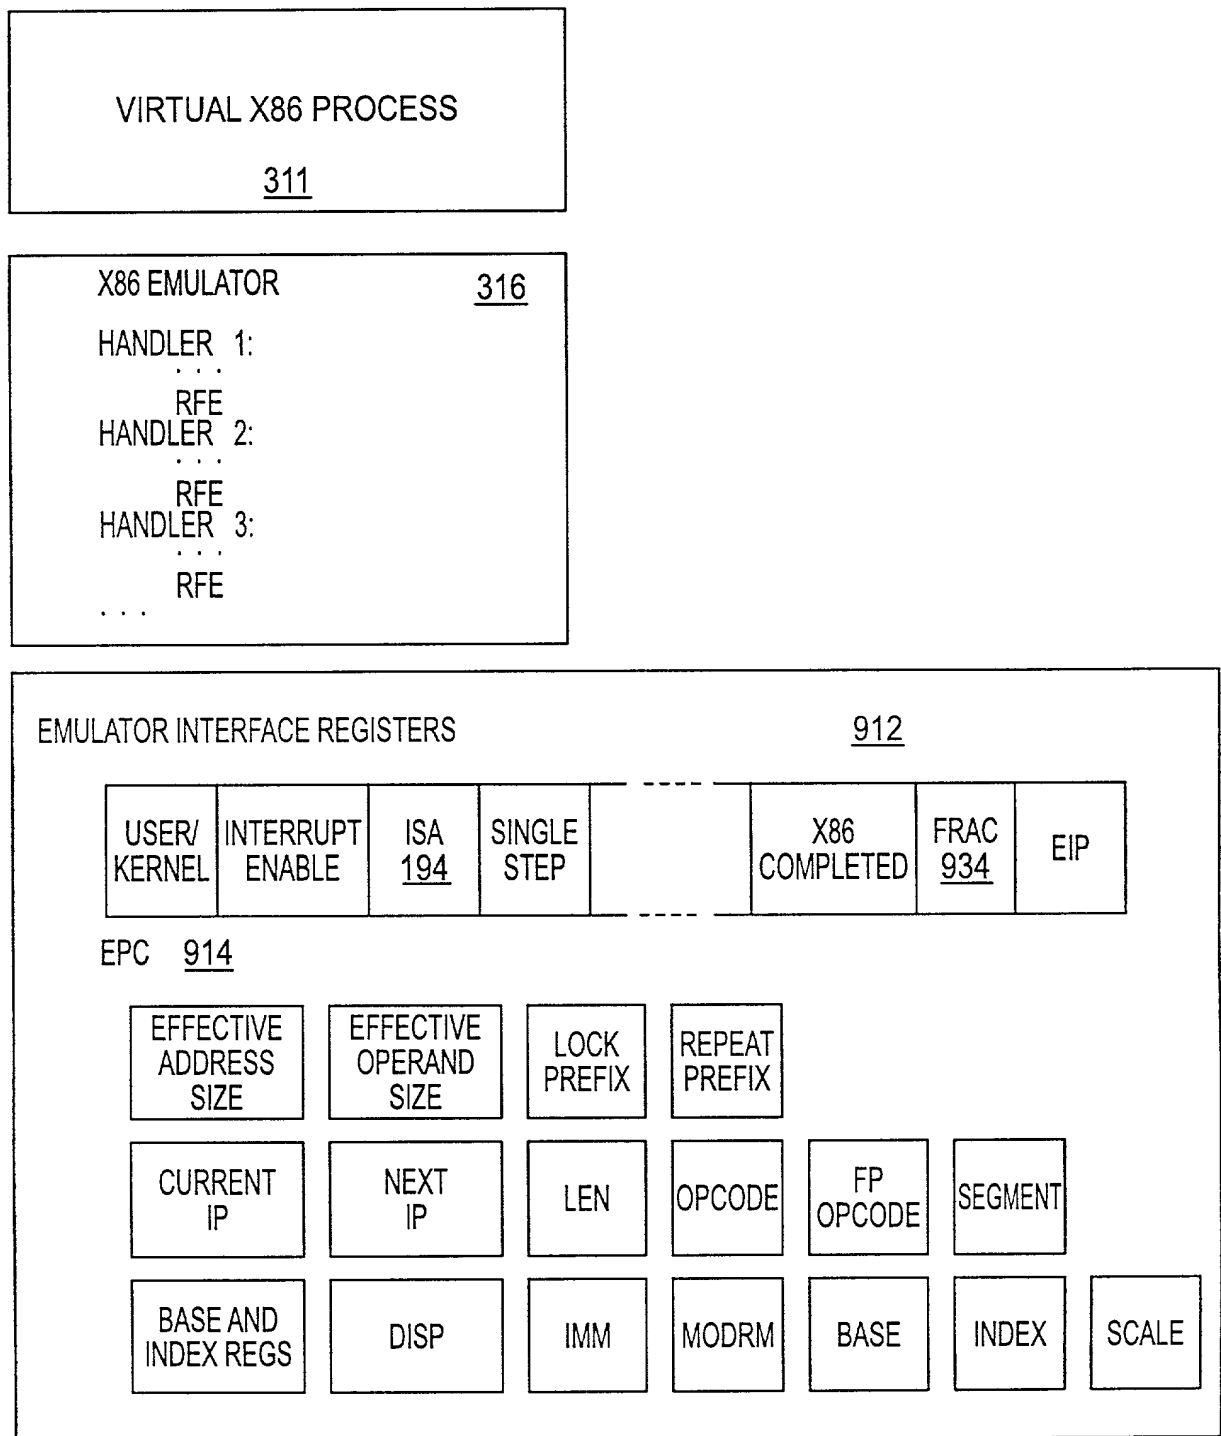 VIRTUAL X86 PROCESS
311
X86 EMULATOR 316
HANDLER 1:
. . .
RFE
HANDLER 2:
. . .
RFE
HANDLER 3:
. . .
RFE
. . .
EMULATOR INTERFACE REGISTERS 912
USER/
KERNEL
INTERRUPT
ENABLE
ISA
194
SINGLE
STEP
X86
COMPLETED
FRAC
934
EIP
EPC 914
EFFECTIVE
ADDRESS
SIZE
EFFECTIVE
OPERAND
SIZE
LOCK
PREFIX
REPEAT
PREFIX
CURRENT
IP
NEXT
IP
LEN
OPCODE
FP
OPCODE
SEGMENT
BASE AND
INDEX REGS
DISP
IMM
MODRM
BASE
INDEX
SCALE